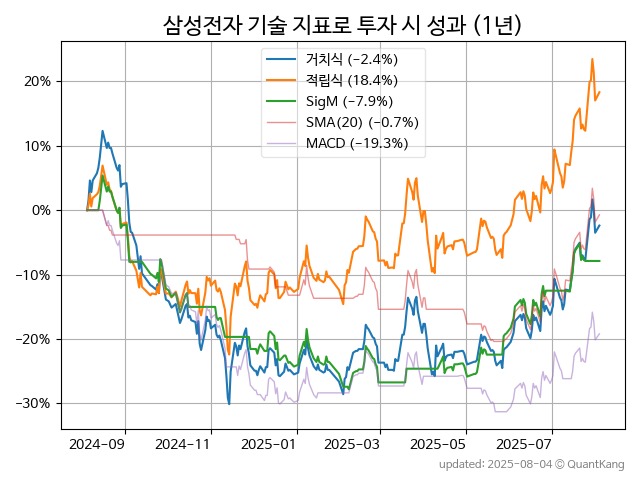 삼성전자 기술 지표로 투자 시 성과 (1년)
거치식 (−2.4%)
적립식 (18.4%)
SigM (−7.9%)
SMA(20) (−0.7%)
MACD (−19.3%)
20%
10%
0%
−10%
−20%
−30%
2024-09
2024-11
2025-01
2025-03
2025-05
2025-07
updated: 2025-08-04 © QuantKang